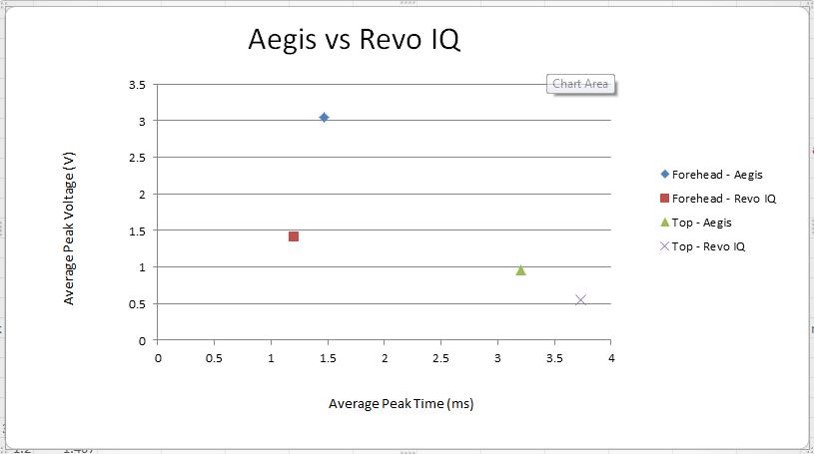 Aegis vs Revo IQ
Chart Area
3.5
3
2.5
2
1.5
1
0.5
0
Average Peak Voltage (V)
0 0.5 1 1.5 2 2.5 3 3.5 4
Average Peak Time (ms)
Forehead - Aegis
Forehead - Revo IQ
Top - Aegis
Top - Revo IQ